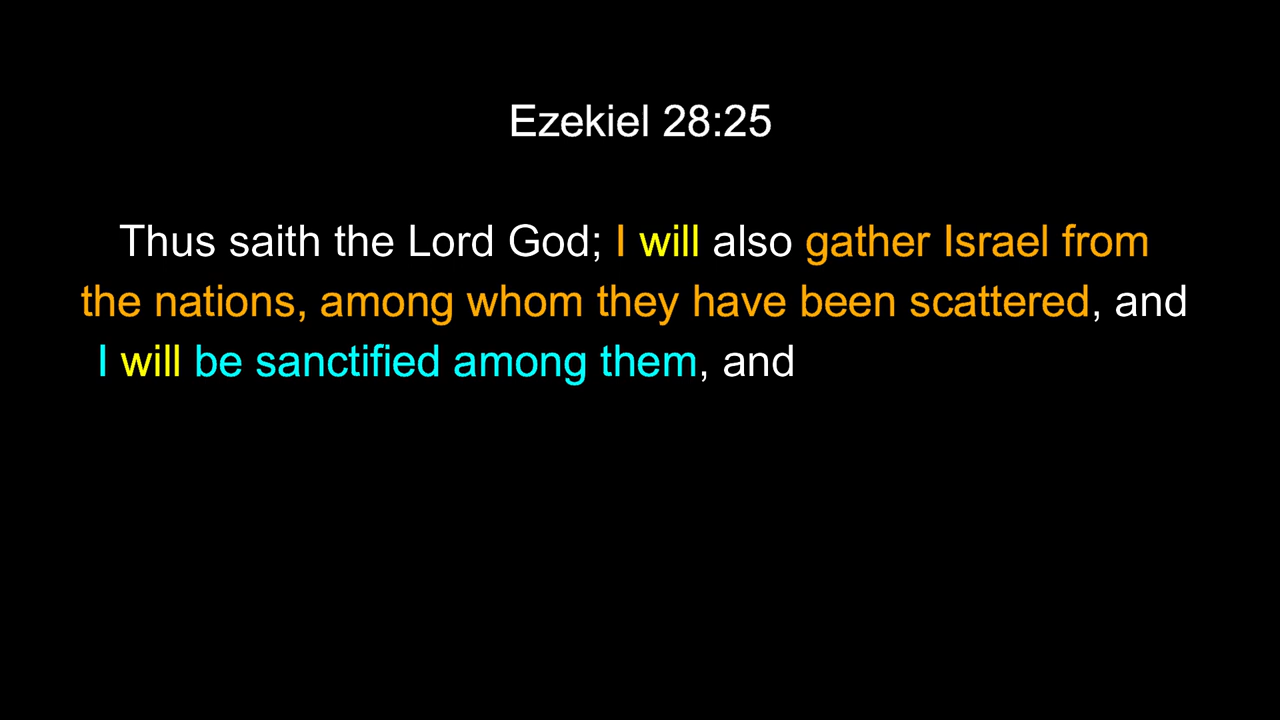 Ezekiel 28:25
Thus saith the Lord God; I will also gather Israel from
the nations, among whom they have been scattered, and
I will be sanctified among them, and